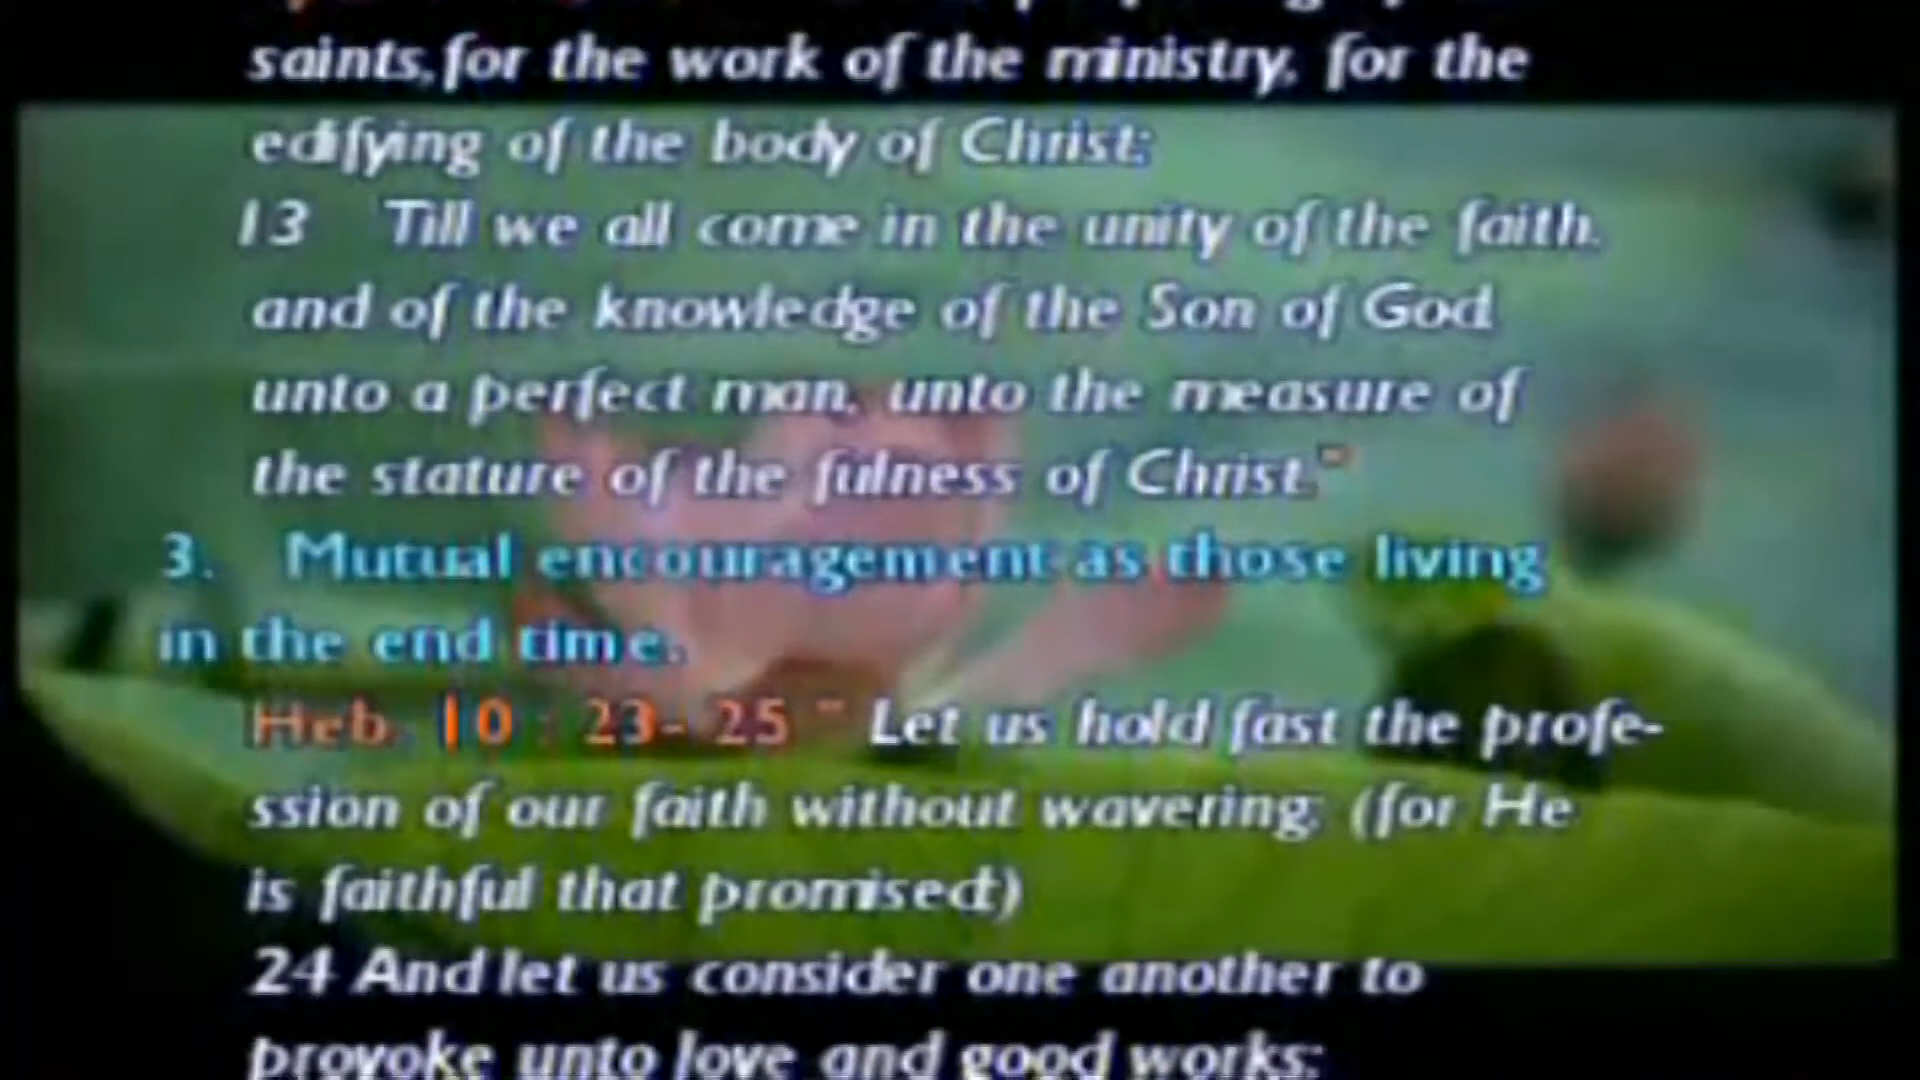 saints, for the work of the ministry, for the
edifying of the body of Christ:
13 Till we all come in the unity of the faith,
and of the knowledge of the Son of God,
unto a perfect man, unto the measure of
the stature of the fulness of Christ."
3. Mutual encouragement as those living
in the end time.
Heb. 10 : 23- 25 " Let us hold fast the profe-
ssion of our faith without wavering; (for He
is faithful that promised;)
24 And let us consider one another to
provoke unto love and good works: